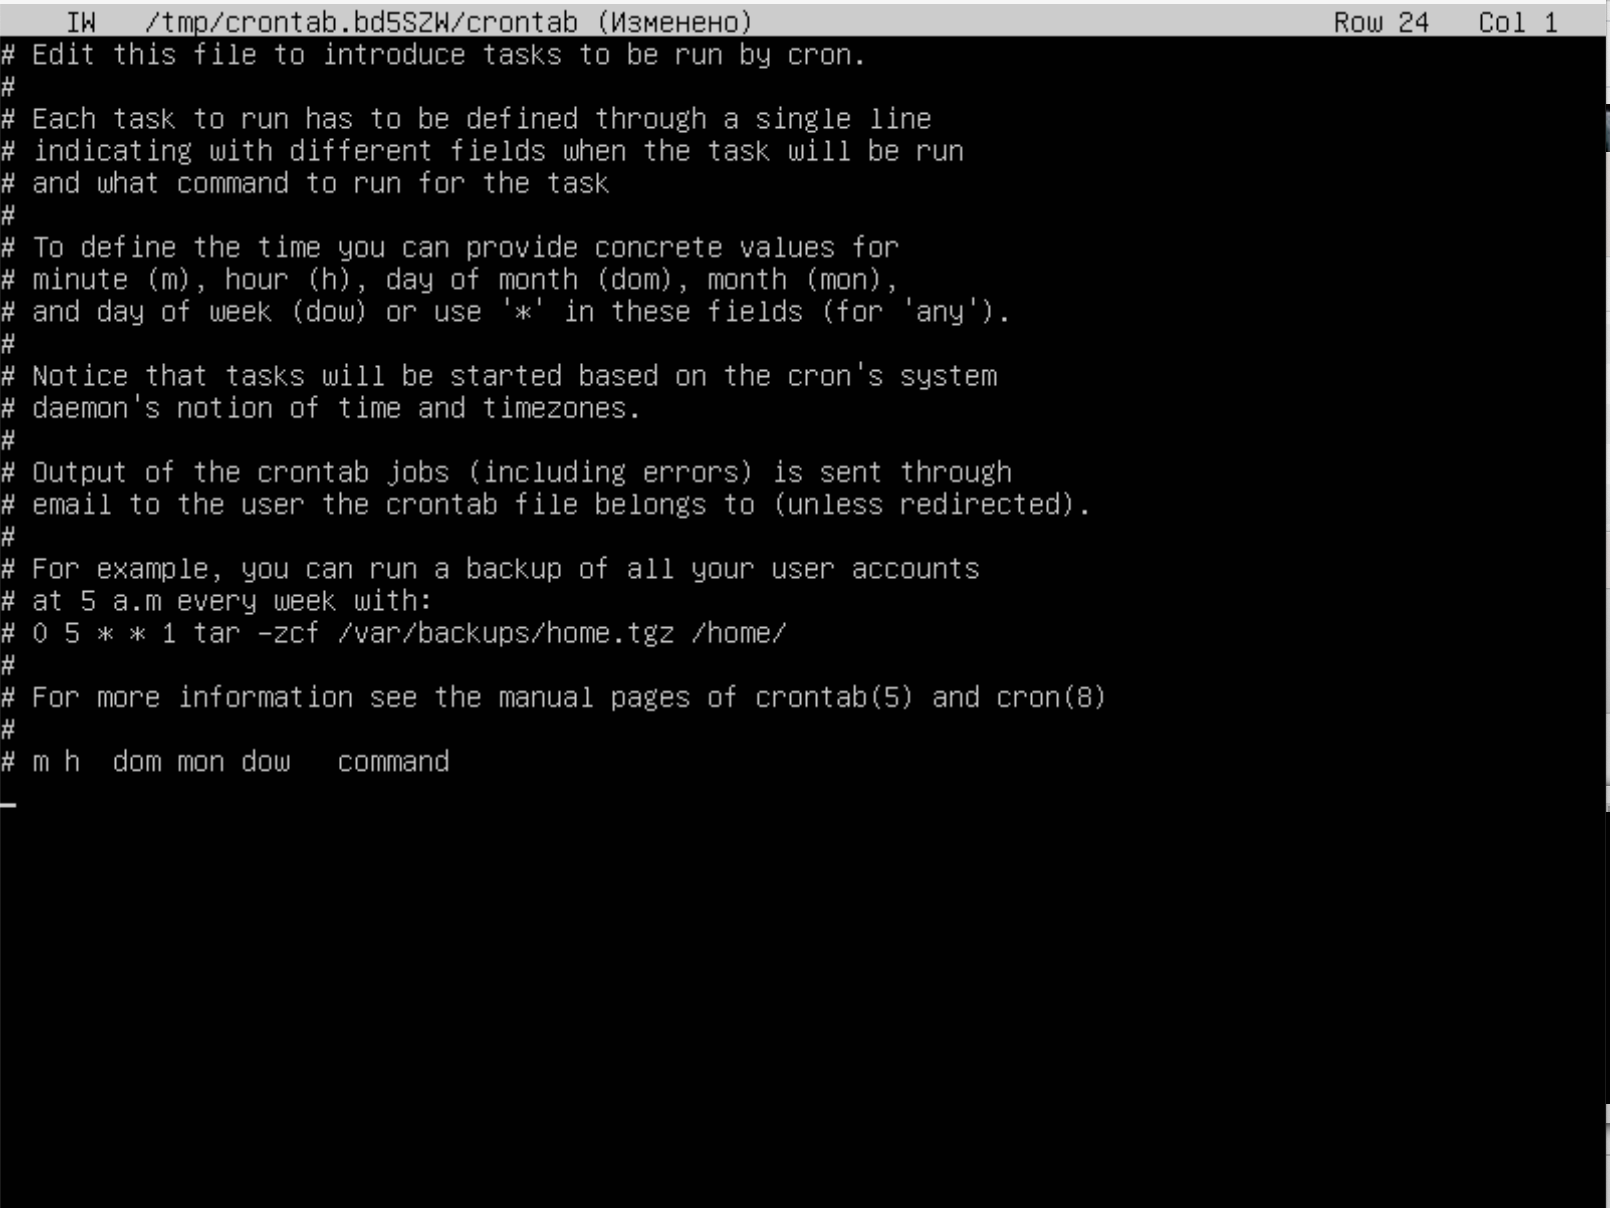 IW   /tmp/crontab.bd5SZW/crontab (Изменено)                                     Row 24   Col 1
# Edit this file to introduce tasks to be run by cron.
#
# Each task to run has to be defined through a single line
# indicating with different fields when the task will be run
# and what command to run for the task
#
# To define the time you can provide concrete values for
# minute (m), hour (h), day of month (dom), month (mon),
# and day of week (dow) or use '*' in these fields (for 'any').
#
# Notice that tasks will be started based on the cron's system
# daemon's notion of time and timezones.
#
# Output of the crontab jobs (including errors) is sent through
# email to the user the crontab file belongs to (unless redirected).
#
# For example, you can run a backup of all your user accounts
# at 5 a.m every week with:
# 0 5 * * 1 tar -zcf /var/backups/home.tgz /home/
#
# For more information see the manual pages of crontab(5) and cron(8)
#
# m h  dom mon dow   command